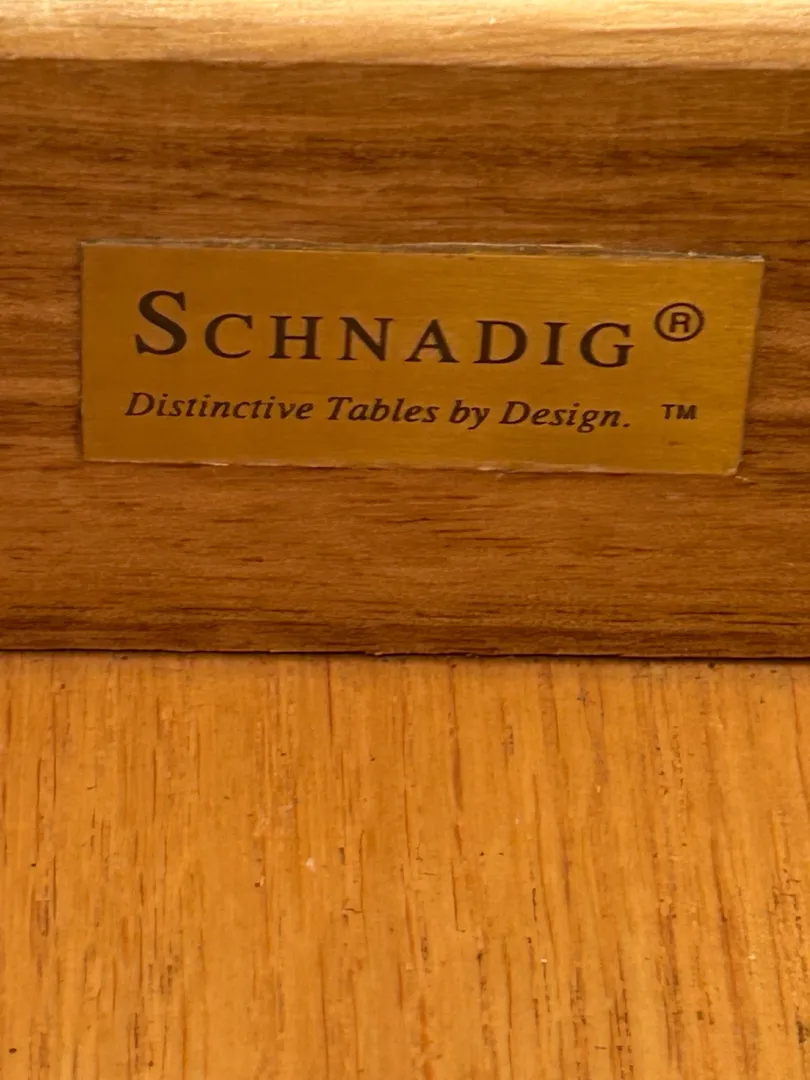 SCHNADIG®
Distinctive Tables by Design. ™